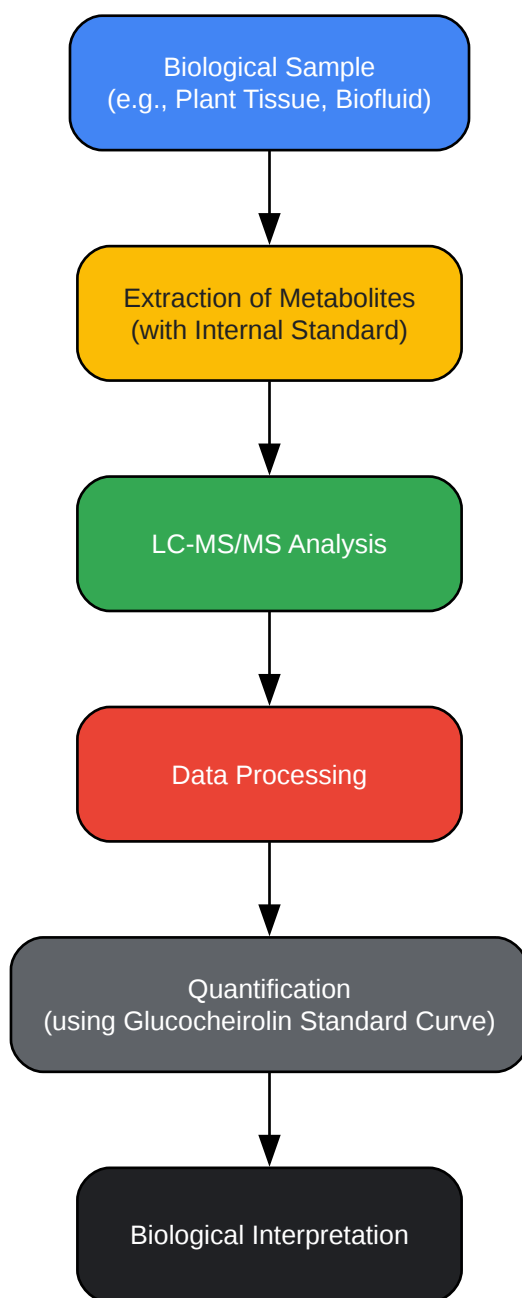 Biological Sample
(e.g., Plant Tissue, Biofluid)
Extraction of Metabolites
(with Internal Standard)
LC-MS/MS Analysis
Data Processing
Quantification
(using Glucocheirolin Standard Curve)
Biological Interpretation